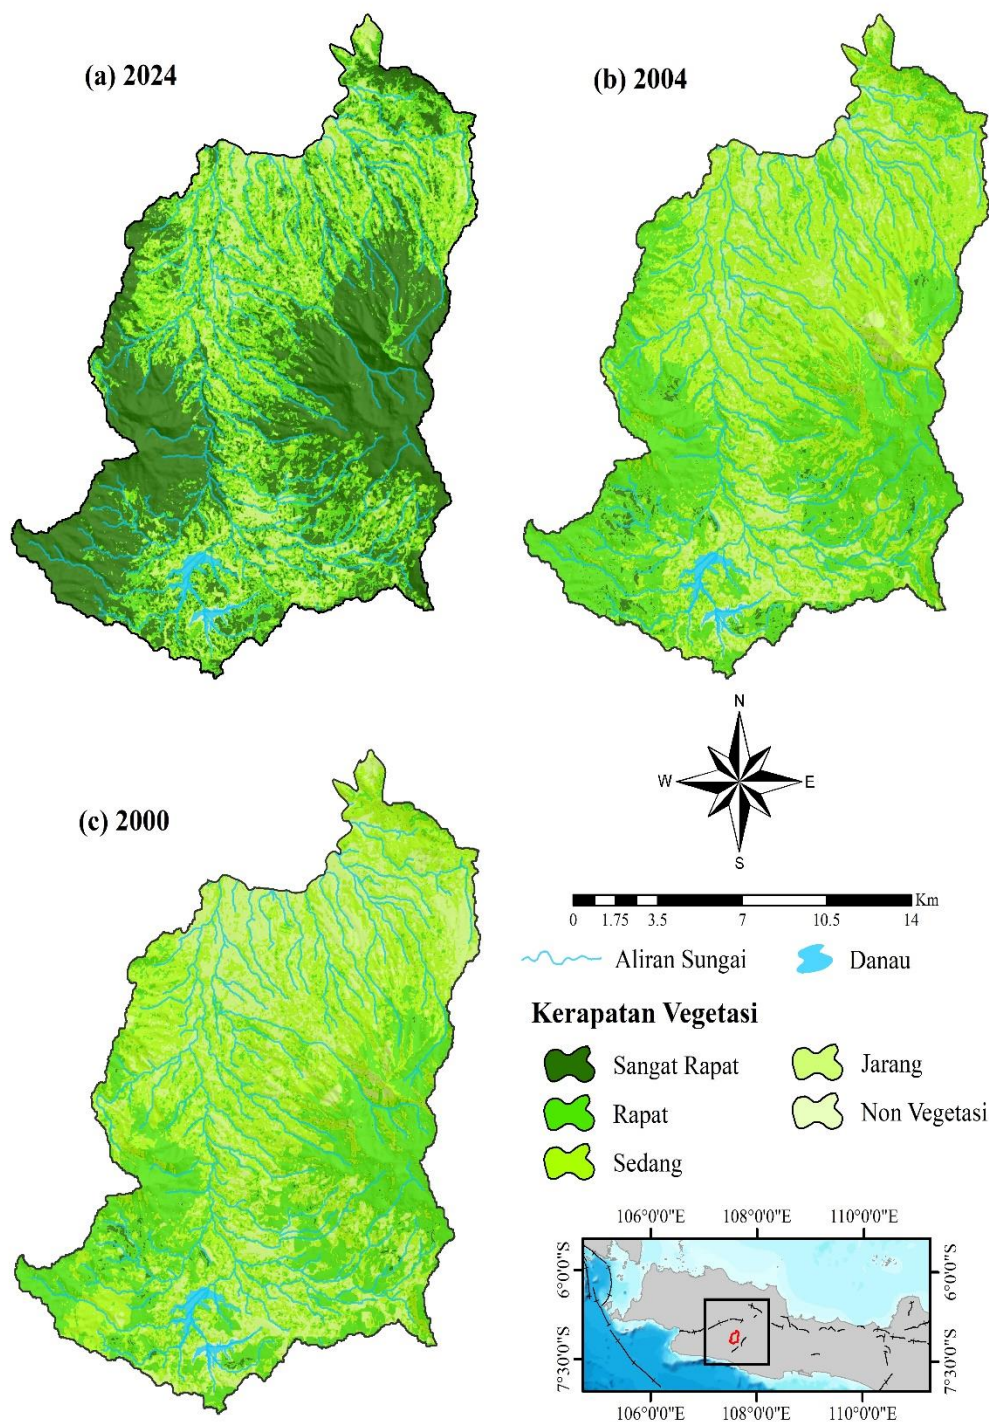 (a) 2024
(b) 2004
N
W E
S
(c) 2000
Km
0 1.75 3.5 7 10.5 14
Aliran Sungai
Danau
Kerapatan Vegetasi
Sangat Rapat
Rapat
Sedang
Jarang
Non Vegetasi
106°0'0"E 108°0'0"E 110°0'0"E
6°0'0"S
7°30'0"S
6°0'0"S
7°30'0"S
106°0'0"E 108°0'0"E 110°0'0"E